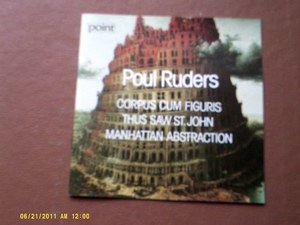 point
Poul Ruders
CORPUS CUM FIGURIS
THUS SAW ST. JOHN
MANHATTAN ABSTRACTION
06/21/2011 AM 12:00